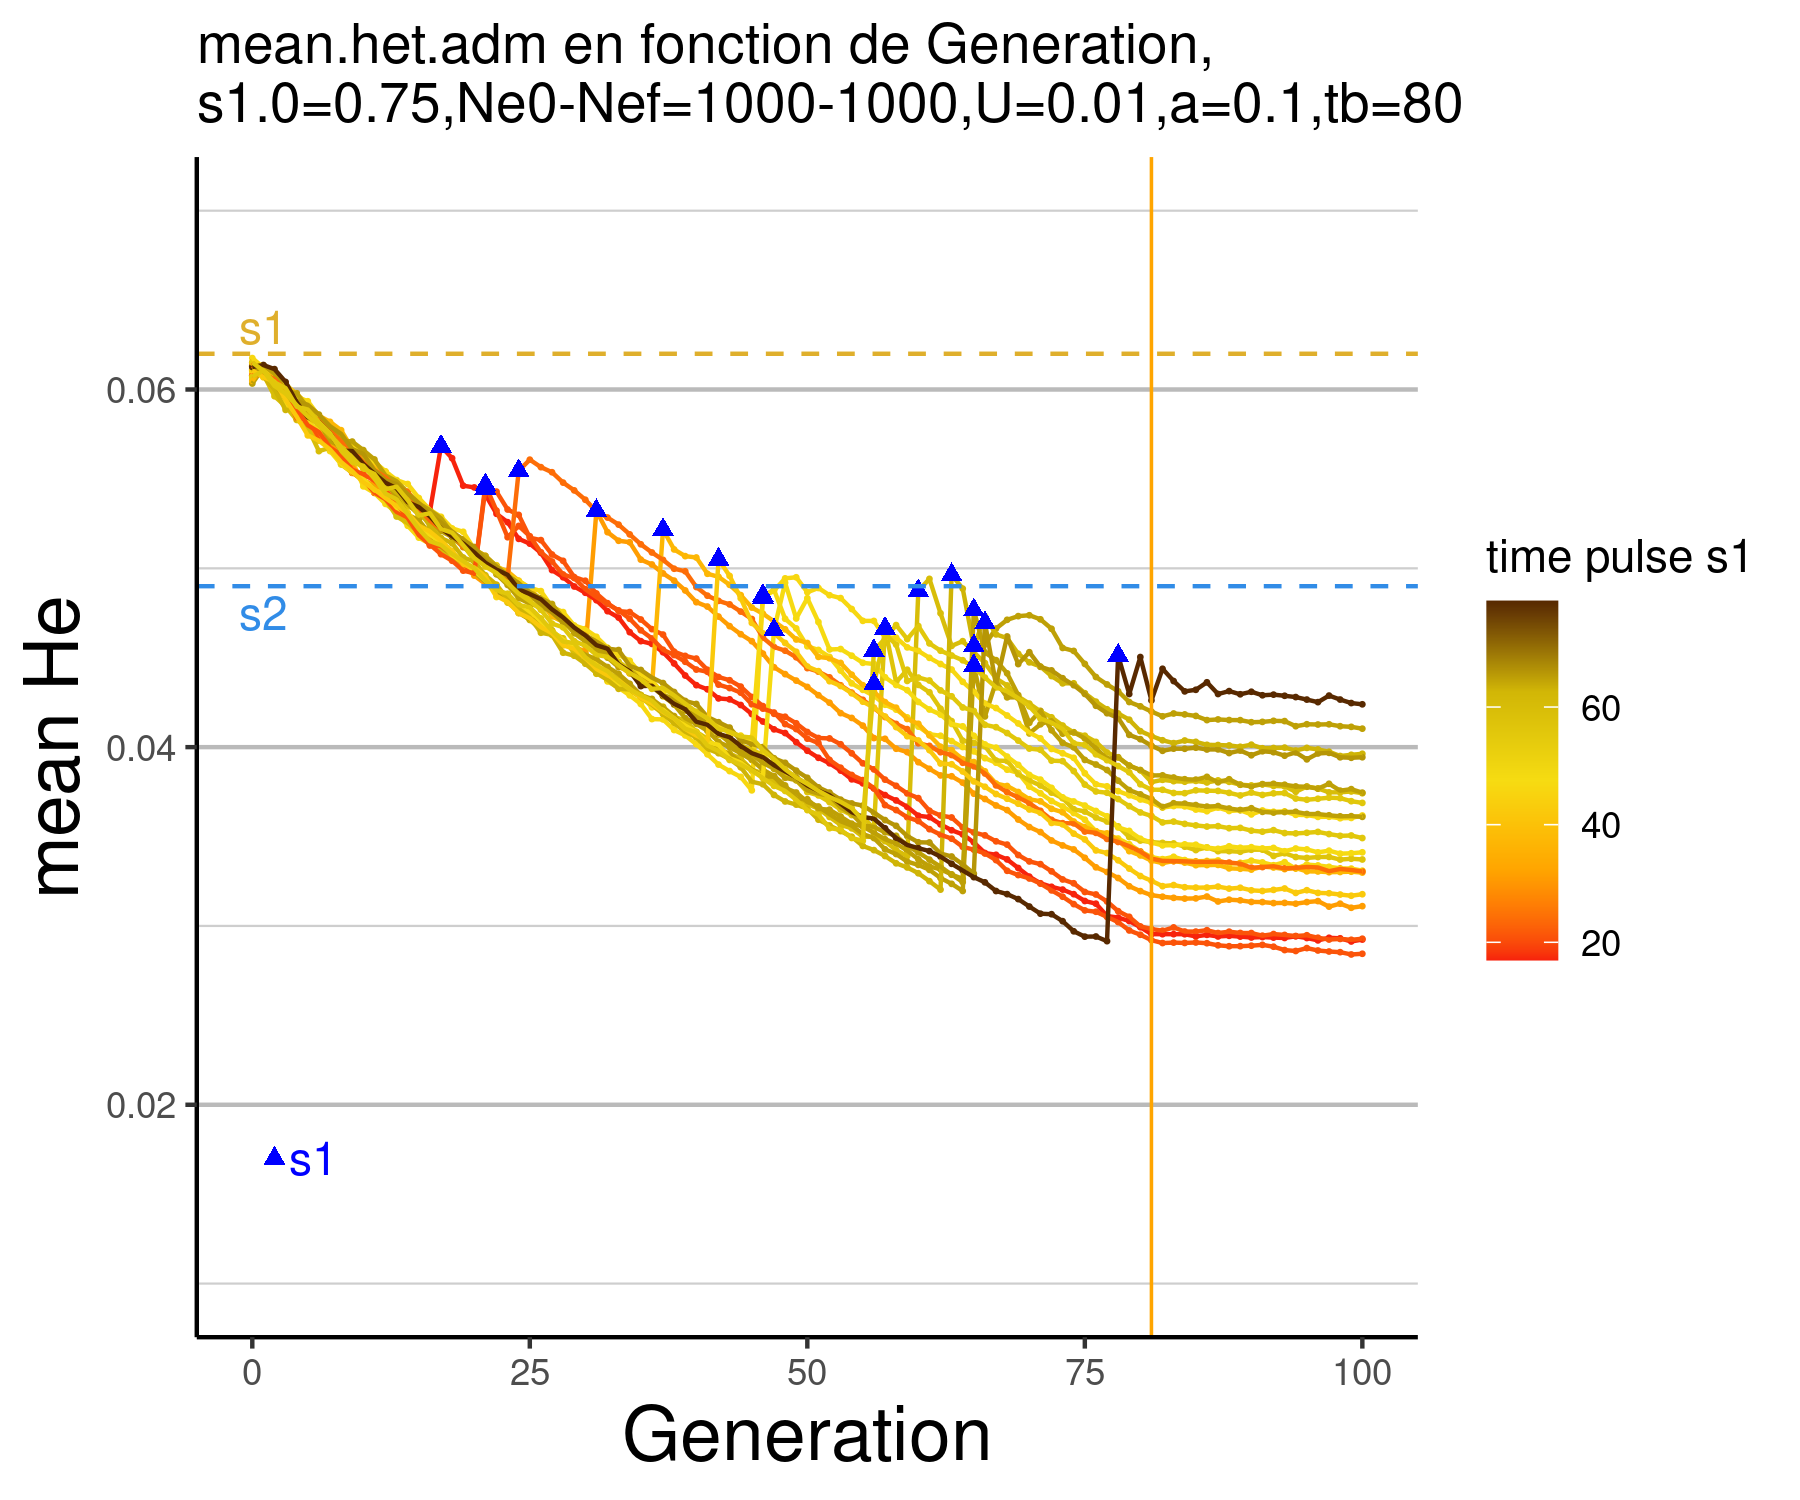 mean.het.adm en fonction de Generation,
s1.0=0.75,Ne0-Nef=1000-1000,U=0.01,a=0.1,tb=80
s1
0.06
s2
0.04
0.02
s1
mean He
0 25 50 75 100
Generation
time pulse s1
60
40
20